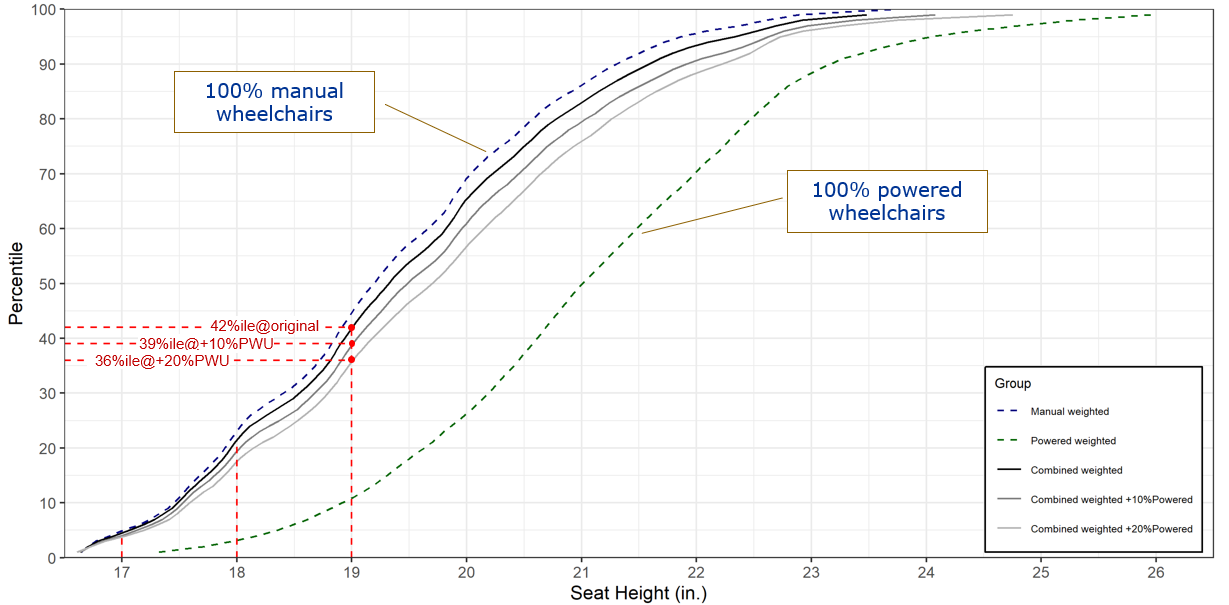 100
90
80
70
60
50
40
30
20
10
0
Percentile
100% manual
wheelchairs
100% powered
wheelchairs
42%ile@original
39%ile@+10%PWU
36%ile@+20%PWU
Group
Manual weighted
Powered weighted
Combined weighted
Combined weighted +10%Powered
Combined weighted +20%Powered
17 18 19 20 21 22 23 24 25 26
Seat Height (in.)